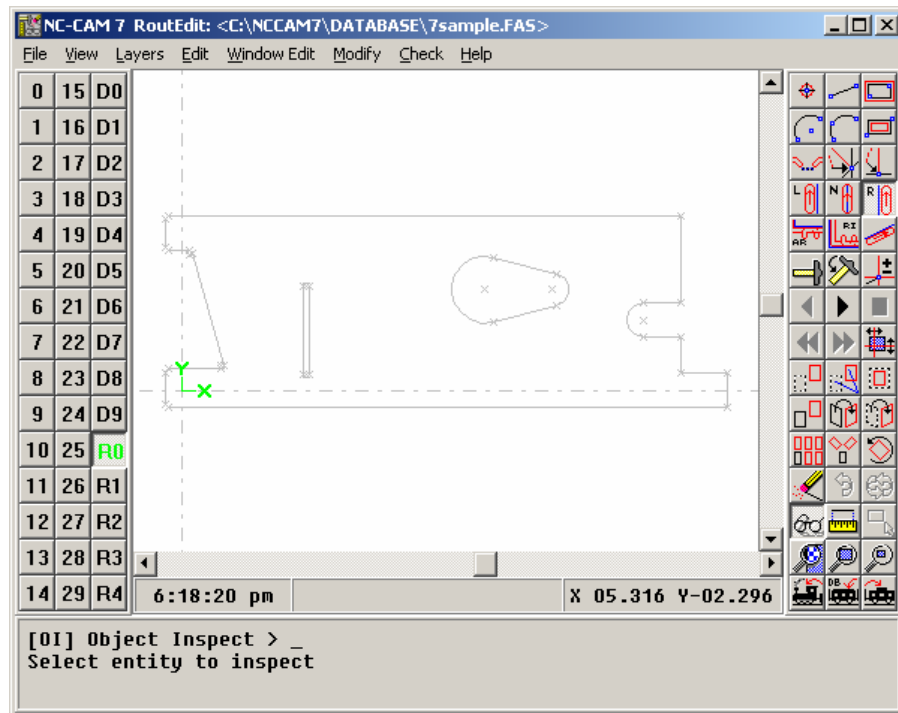 NC-CAM 7 RoutEdit: <C:\NCCAM7\DATABASE\7sample.FAS>
File View Layers Edit Window Edit Modify Check Help
0 15 D0
1 16 D1
2 17 D2
3 18 D3
L N R
4 19 D4
AR RI
5 20 D5
6 21 D6
7 22 D7
8 23 D8
Y
X
9 24 D9
10 25 R0
11 26 R1
12 27 R2
13 28 R3
14 29 R4
6:18:20 pm X 05.316 Y-02.296
DB
[OI] Object Inspect > _
Select entity to inspect